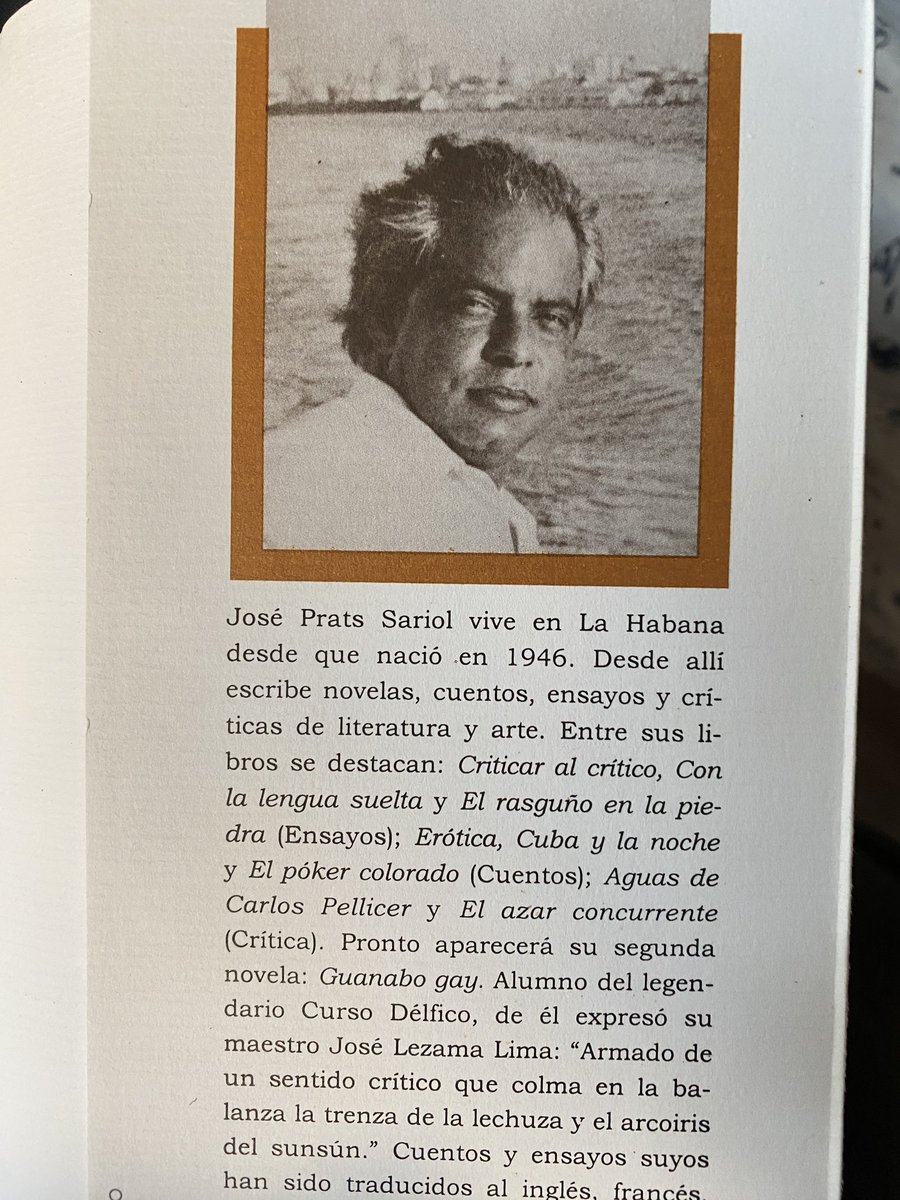 José Prats Sariol vive en La Habana
desde que nació en 1946. Desde allí
escribe novelas, cuentos, ensayos y crí-
ticas de literatura y arte. Entre sus li-
bros se destacan: Criticar al crítico, Con
la lengua suelta y El rasguño en la pie-
dra (Ensayos); Erótica, Cuba y la noche
y El póker colorado (Cuentos); Aguas de
Carlos Pellicer y El azar concurrente
(Crítica). Pronto aparecerá su segunda
novela: Guanabo gay. Alumno del legen-
dario Curso Délfico, de él expresó su
maestro José Lezama Lima: “Armado de
un sentido crítico que colma en la ba-
lanza la trenza de la lechuza y el arcoiris
del sunsún.” Cuentos y ensayos suyos
han sido traducidos al inglés, francés,